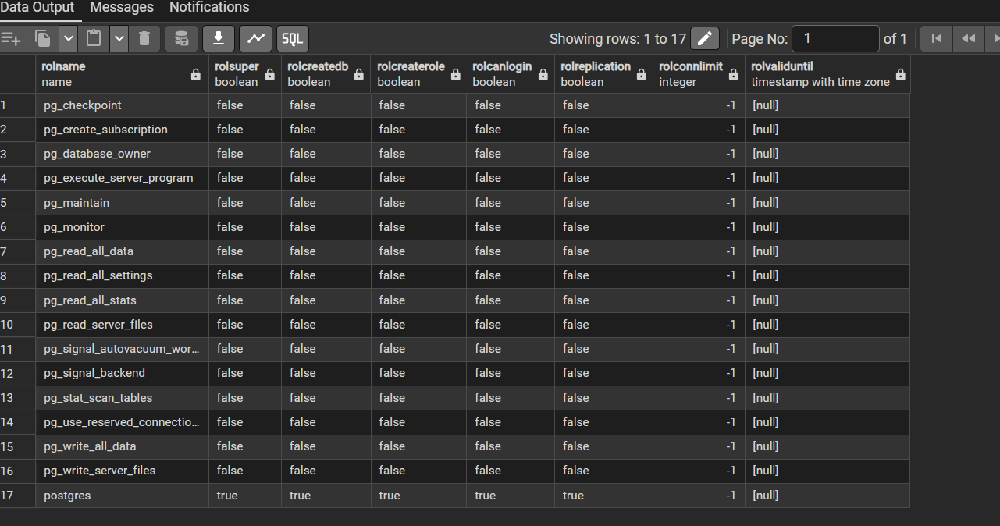 Data Output Messages Notifications
SQL Showing rows: 1 to 17 Page No: 1 of 1
rolname rolsuper rolcreatedb rolcreaterole rolcanlogin rolreplication rolconnlimit rolvaliduntil
name boolean boolean boolean boolean boolean integer timestamp with time zone
1 pg_checkpoint false false false false false -1 [null]
2 pg_create_subscription false false false false false -1 [null]
3 pg_database_owner false false false false false -1 [null]
4 pg_execute_server_program false false false false false -1 [null]
5 pg_maintain false false false false false -1 [null]
6 pg_monitor false false false false false -1 [null]
7 pg_read_all_data false false false false false -1 [null]
8 pg_read_all_settings false false false false false -1 [null]
9 pg_read_all_stats false false false false false -1 [null]
10 pg_read_server_files false false false false false -1 [null]
11 pg_signal_autovacuum_wor... false false false false false -1 [null]
12 pg_signal_backend false false false false false -1 [null]
13 pg_stat_scan_tables false false false false false -1 [null]
14 pg_use_reserved_connectio... false false false false false -1 [null]
15 pg_write_all_data false false false false false -1 [null]
16 pg_write_server_files false false false false false -1 [null]
17 postgres true true true true true -1 [null]